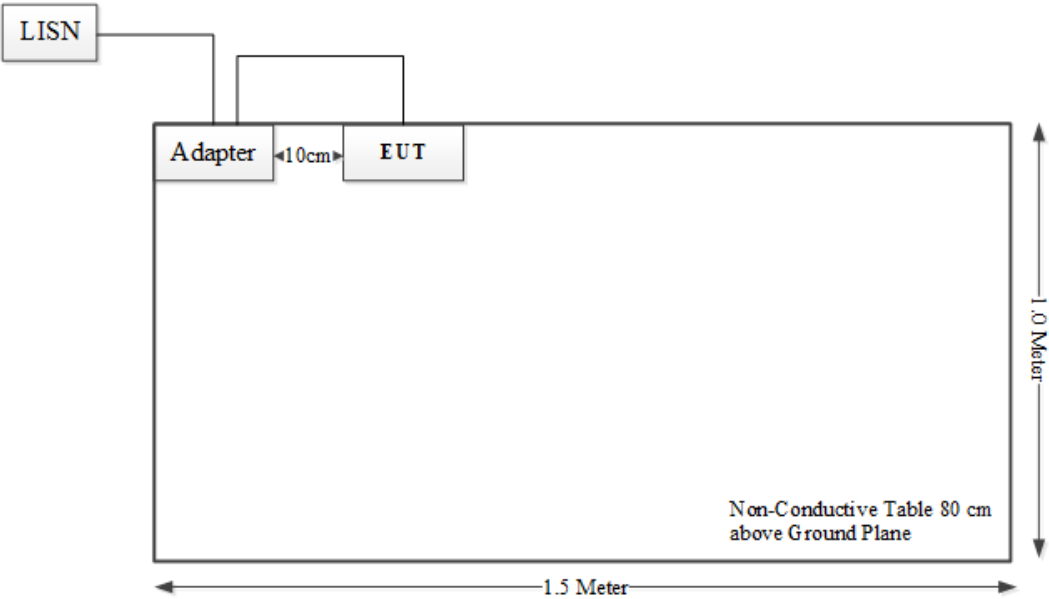 LISN
Adapter
10cm
EUT
1.0 Meter
Non-Conductive Table 80 cm
above Ground Plane
1.5 Meter